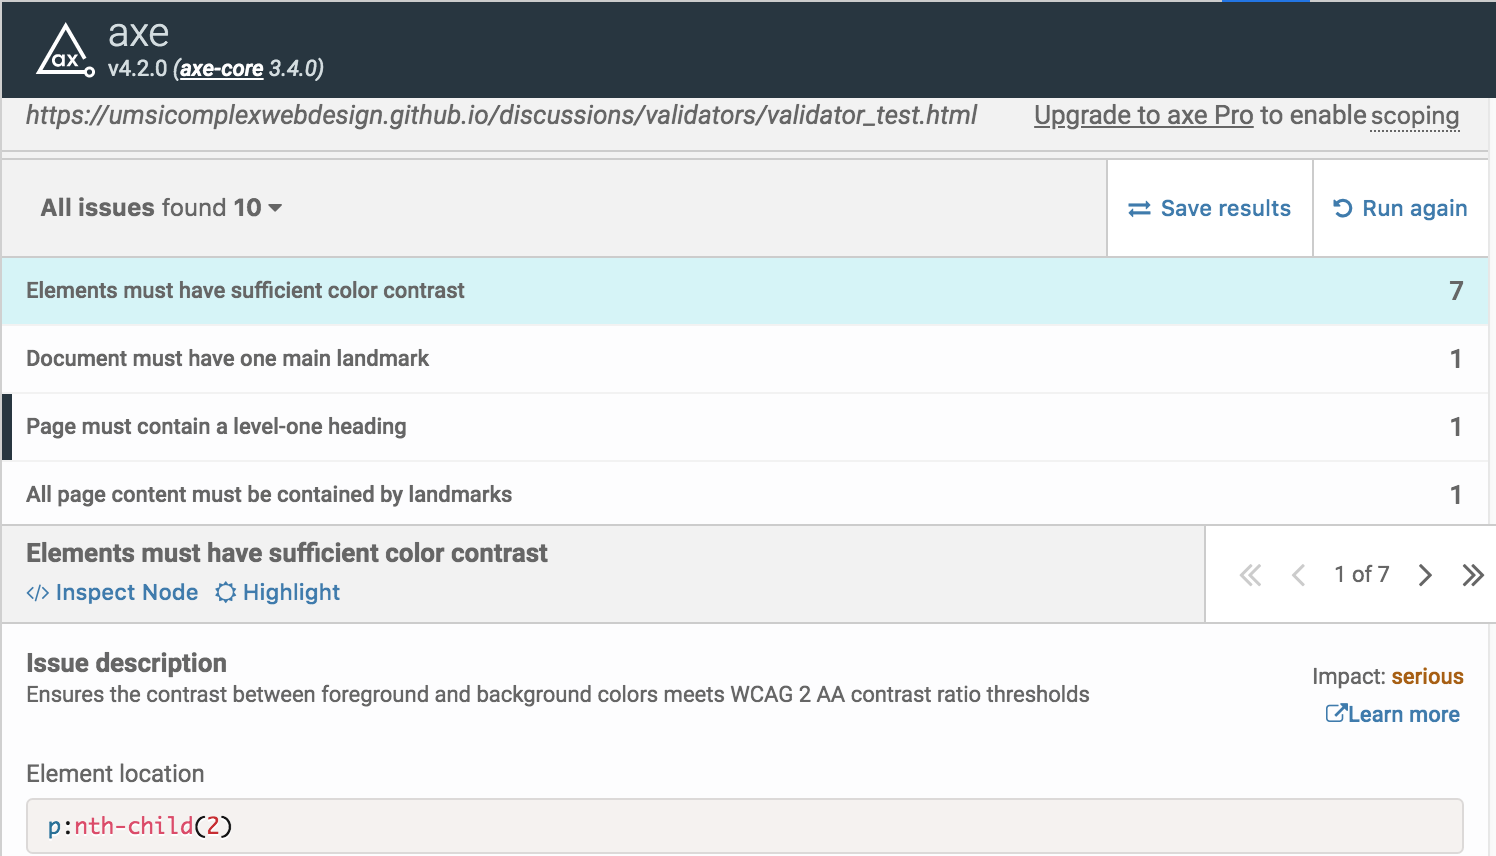 ax
axe
v4.2.0 (axe-core 3.4.0)
https://umsicomplexwebdesign.github.io/discussions/validators/validator_test.html
Upgrade to axe Pro to enable scoping
All issues found 10
Save results
Run again
Elements must have sufficient color contrast 7
Document must have one main landmark 1
Page must contain a level-one heading 1
All page content must be contained by landmarks 1
Elements must have sufficient color contrast
</> Inspect Node Highlight
1 of 7
Issue description
Ensures the contrast between foreground and background colors meets WCAG 2 AA contrast ratio thresholds
Impact: serious
Learn more
Element location
p:nth-child(2)